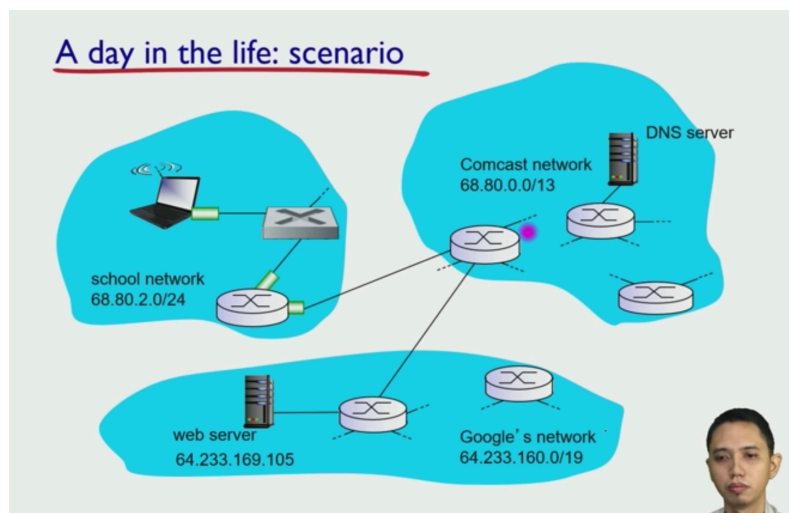 A day in the life: scenario
DNS server
Comcast network
68.80.0.0/13
school network
68.80.2.0/24
web server
64.233.169.105
Google's network
64.233.160.0/19